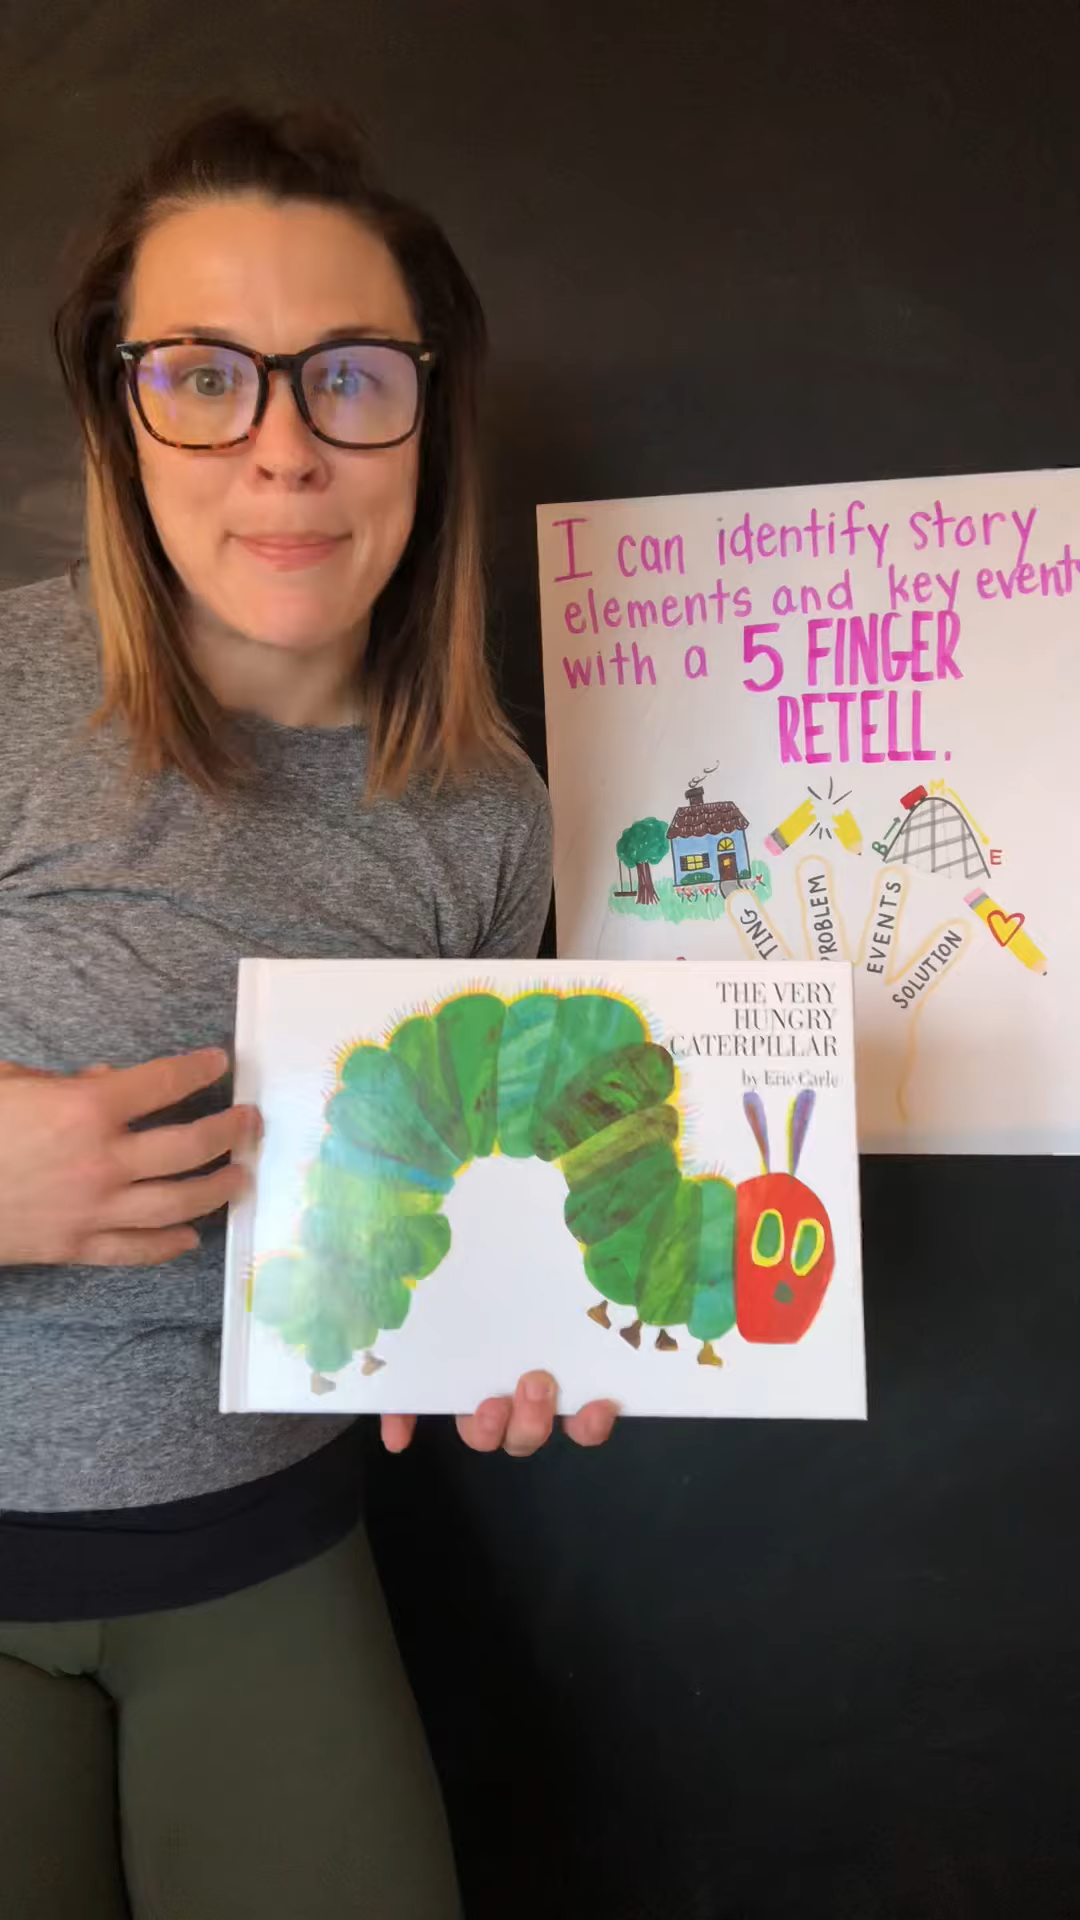 I can identify story
elements and key event
with a 5 FINGER
RETELL.
M
B
E
TING
PROBLEM
EVENTS
SOLUTION
THE VERY
HUNGRY
CATERPILLAR
by Eric Carle